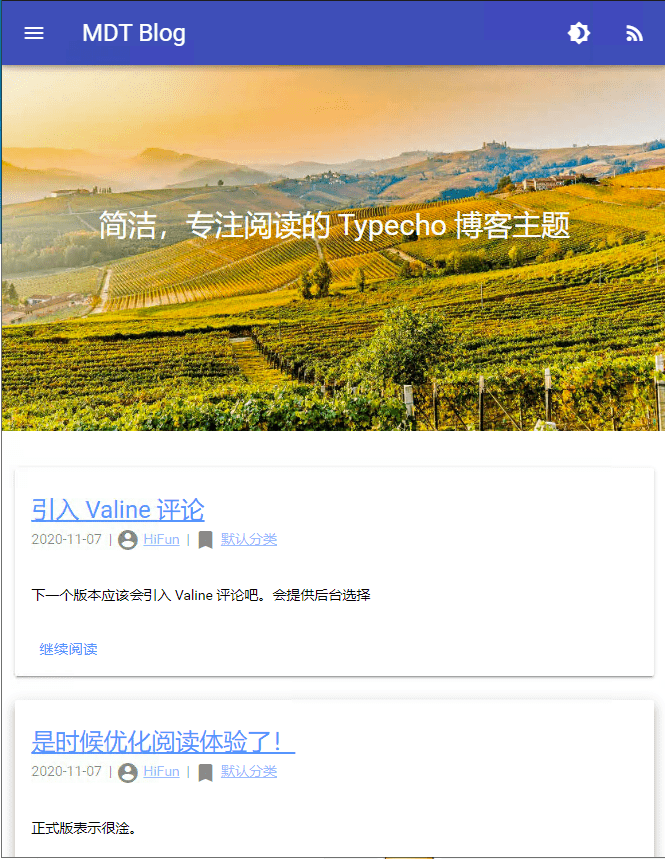 MDT Blog
简洁，专注阅读的 Typecho 博客主题
引入 Valine 评论
2020-11-07 | HiFun | 默认分类
下一个版本应该会引入 Valine 评论吧。会提供后台选择
继续阅读
是时候优化阅读体验了！
2020-11-07 | HiFun | 默认分类
正式版表示很淦。